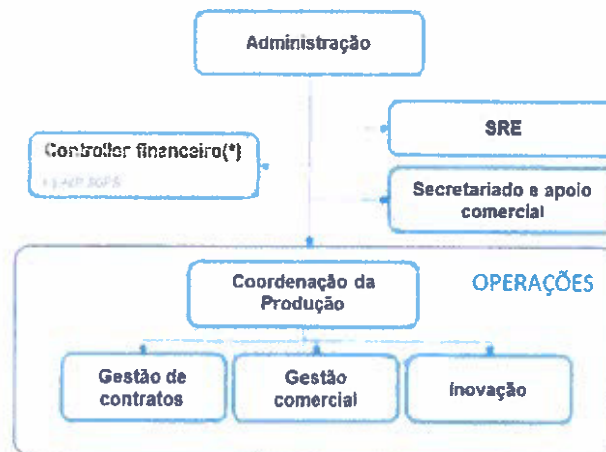 Administração
SRE
Controller financeiro(*)
Secretariado e apoio
comercial
OPERAÇÕES
Coordenação da
Produção
Gestão de
contratos
Gestão
comercial
Inovação